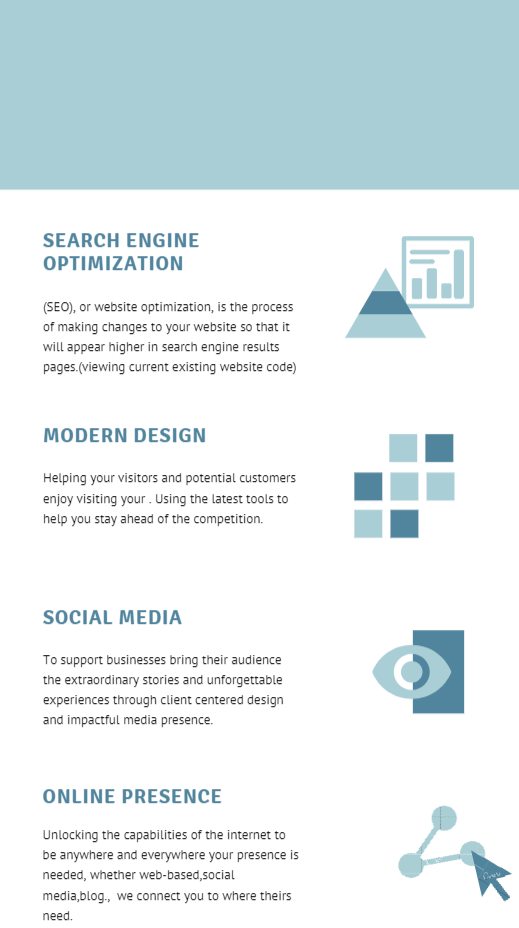 SEARCH ENGINE
OPTIMIZATION
(SEO), or website optimization, is the process
of making changes to your website so that it
will appear higher in search engine results
pages.(viewing current existing website code)
MODERN DESIGN
Helping your visitors and potential customers
enjoy visiting your . Using the latest tools to
help you stay ahead of the competition.
SOCIAL MEDIA
To support businesses bring their audience
the extraordinary stories and unforgettable
experiences through client centered design
and impactful media presence.
ONLINE PRESENCE
Unlocking the capabilities of the internet to
be anywhere and everywhere your presence is
needed, whether web-based,social
media,blog., we connect you to where theirs
need.